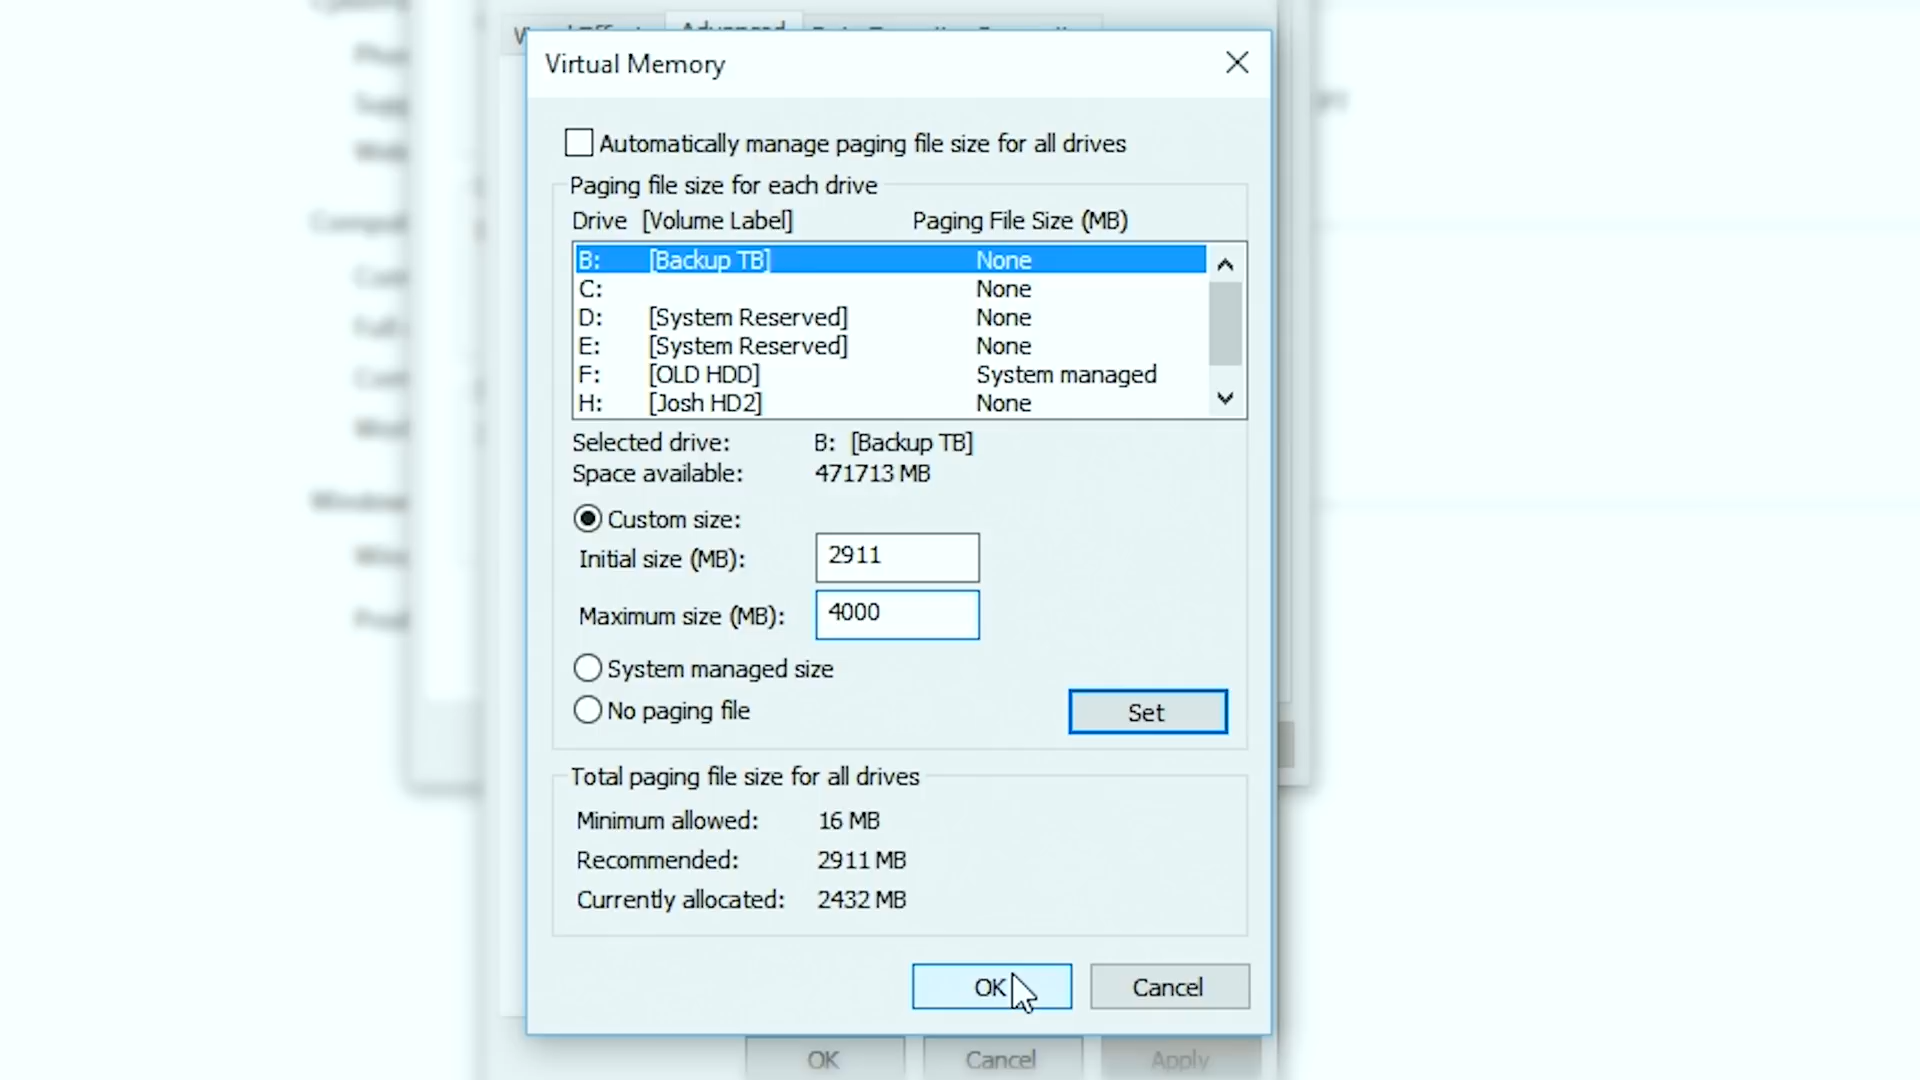 Advanced
Virtual Memory
Automatically manage paging file size for all drives
Paging file size for each drive
Drive [Volume Label] Paging File Size (MB)
B: [Backup TB] None
C: None
D: [System Reserved] None
E: [System Reserved] None
F: [OLD HDD] System managed
H: [Josh HD2] None
Selected drive: B: [Backup TB]
Space available: 471713 MB
Custom size:
Initial size (MB): 2911
Maximum size (MB): 4000
System managed size
No paging file
Set
Total paging file size for all drives
Minimum allowed: 16 MB
Recommended: 2911 MB
Currently allocated: 2432 MB
OK Cancel
OK Cancel Apply